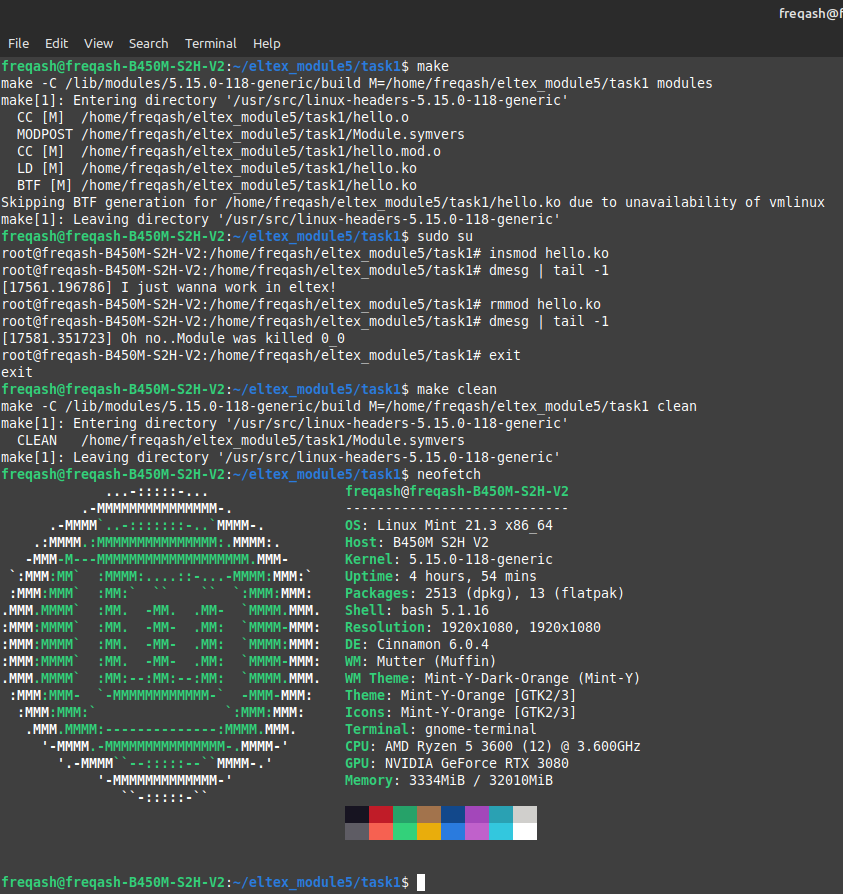 freqash@f
File Edit View Search Terminal Help
freqash@freqash-B450M-S2H-V2:~/eltex_module5/task1$ make
make -C /lib/modules/5.15.0-118-generic/build M=/home/freqash/eltex_module5/task1 modules
make[1]: Entering directory '/usr/src/linux-headers-5.15.0-118-generic'
  CC [M]  /home/freqash/eltex_module5/task1/hello.o
  MODPOST /home/freqash/eltex_module5/task1/Module.symvers
  CC [M]  /home/freqash/eltex_module5/task1/hello.mod.o
  LD [M]  /home/freqash/eltex_module5/task1/hello.ko
  BTF [M] /home/freqash/eltex_module5/task1/hello.ko
Skipping BTF generation for /home/freqash/eltex_module5/task1/hello.ko due to unavailability of vmlinux
make[1]: Leaving directory '/usr/src/linux-headers-5.15.0-118-generic'
freqash@freqash-B450M-S2H-V2:~/eltex_module5/task1$ sudo su
root@freqash-B450M-S2H-V2:/home/freqash/eltex_module5/task1# insmod hello.ko
root@freqash-B450M-S2H-V2:/home/freqash/eltex_module5/task1# dmesg | tail -1
[17561.196786] I just wanna work in eltex!
root@freqash-B450M-S2H-V2:/home/freqash/eltex_module5/task1# rmmod hello.ko
root@freqash-B450M-S2H-V2:/home/freqash/eltex_module5/task1# dmesg | tail -1
[17581.351723] Oh no..Module was killed 0_0
root@freqash-B450M-S2H-V2:/home/freqash/eltex_module5/task1# exit
exit
freqash@freqash-B450M-S2H-V2:~/eltex_module5/task1$ make clean
make -C /lib/modules/5.15.0-118-generic/build M=/home/freqash/eltex_module5/task1 clean
make[1]: Entering directory '/usr/src/linux-headers-5.15.0-118-generic'
  CLEAN   /home/freqash/eltex_module5/task1/Module.symvers
make[1]: Leaving directory '/usr/src/linux-headers-5.15.0-118-generic'
freqash@freqash-B450M-S2H-V2:~/eltex_module5/task1$ neofetch
freqash@freqash-B450M-S2H-V2
----------------------------
OS: Linux Mint 21.3 x86_64
Host: B450M S2H V2
Kernel: 5.15.0-118-generic
Uptime: 4 hours, 54 mins
Packages: 2513 (dpkg), 13 (flatpak)
Shell: bash 5.1.16
Resolution: 1920x1080, 1920x1080
DE: Cinnamon 6.0.4
WM: Mutter (Muffin)
WM Theme: Mint-Y-Dark-Orange (Mint-Y)
Theme: Mint-Y-Orange [GTK2/3]
Icons: Mint-Y-Orange [GTK2/3]
Terminal: gnome-terminal
CPU: AMD Ryzen 5 3600 (12) @ 3.600GHz
GPU: NVIDIA GeForce RTX 3080
Memory: 3334MiB / 32010MiB
freqash@freqash-B450M-S2H-V2:~/eltex_module5/task1$